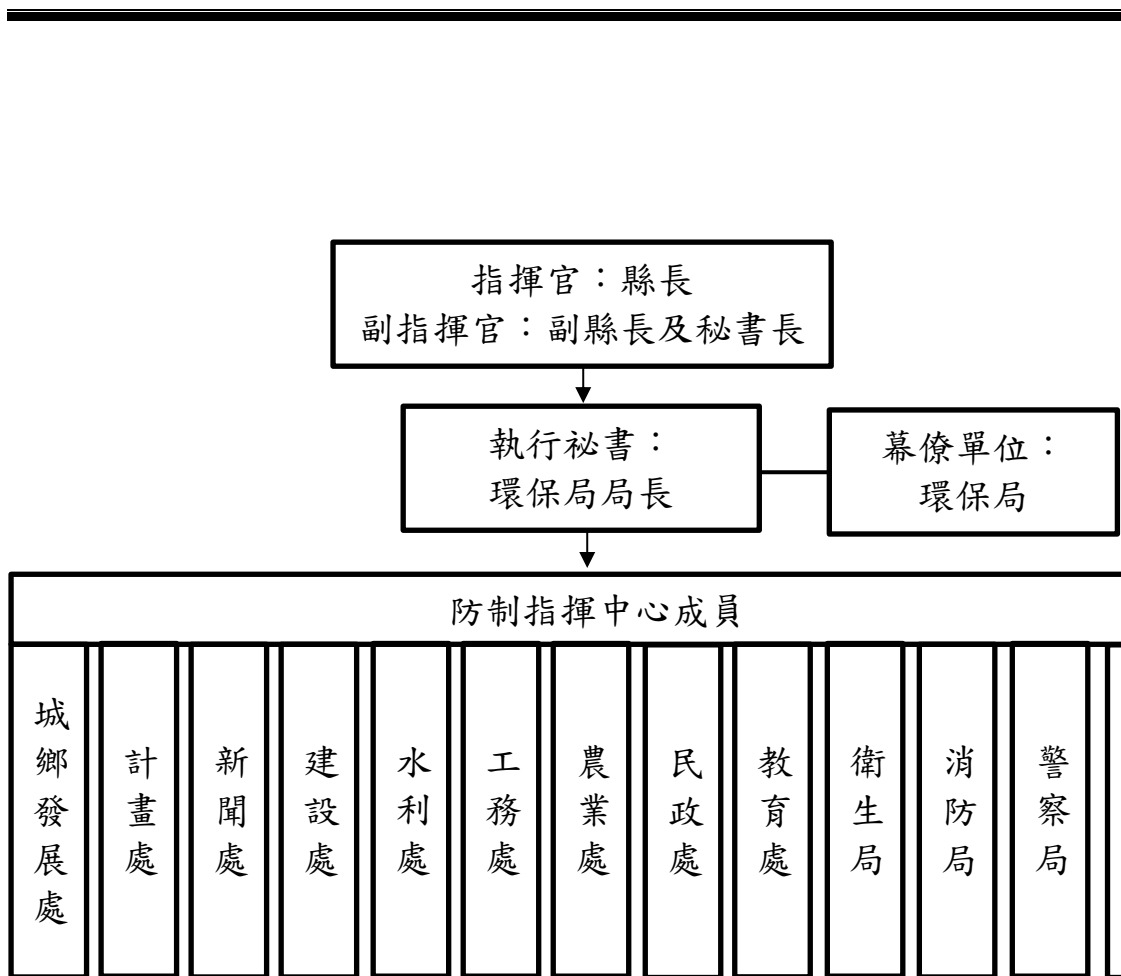 指揮官：縣長
副指揮官：副縣長及秘書長
執行祕書：
環保局局長
幕僚單位：
環保局
防制指揮中心成員
城鄉發展處
計畫處
新聞處
建設處
水利處
工務處
農業處
民政處
教育處
衛生局
消防局
警察局